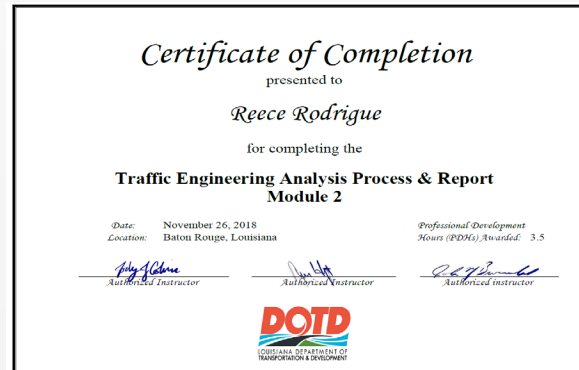 Certificate of Completion
presented to
Reece Rodrigue
for completing the
Traffic Engineering Analysis Process & Report
Module 2
Date: November 26, 2018
Location: Baton Rouge, Louisiana
Professional Development
Hours (PDHs) Awarded: 3.5
Authorized Instructor
Authorized Instructor
Authorized instructor
DOTD
LOUISIANA DEPARTMENT OF
TRANSPORTATION & DEVELOPMENT